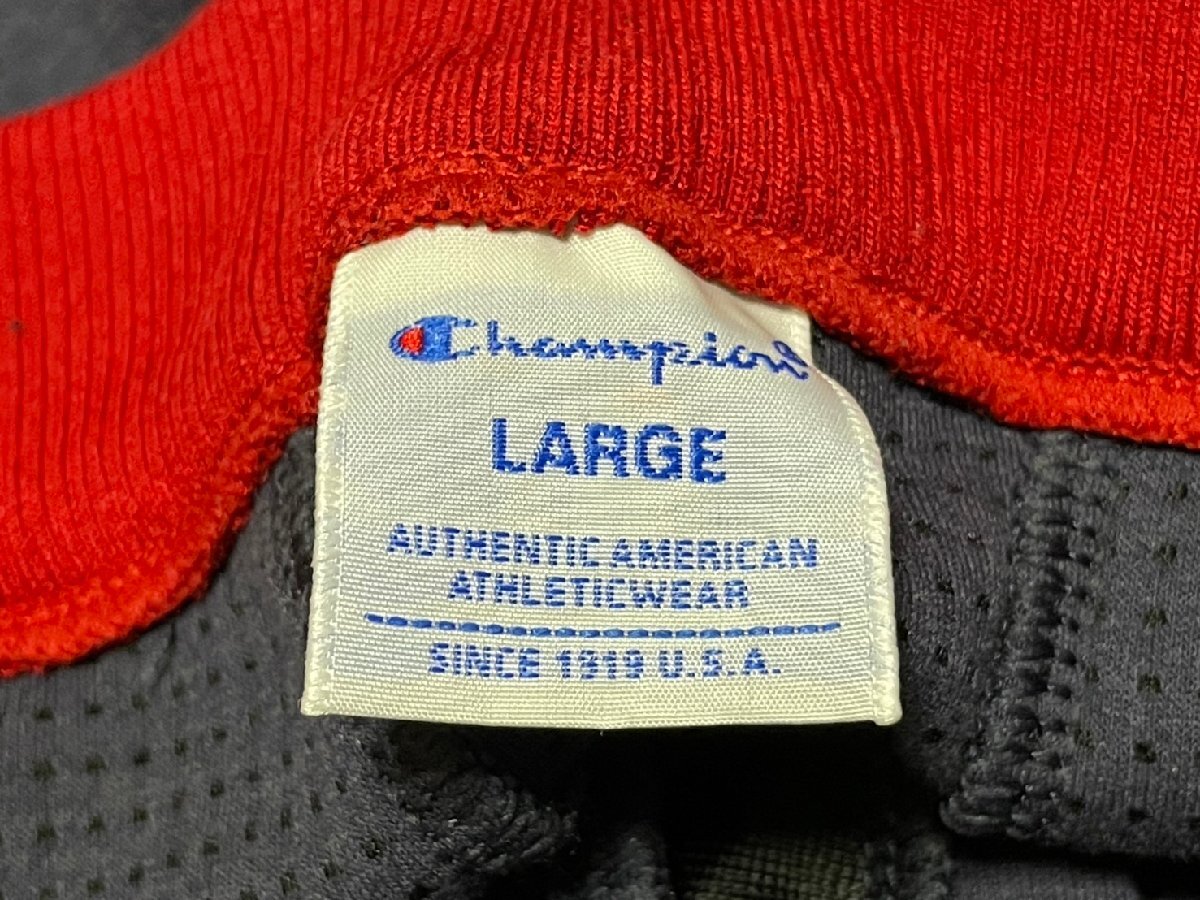 Champion
LARGE
AUTHENTIC AMERICAN
ATHLETICWEAR
SINCE 1919 U.S.A.